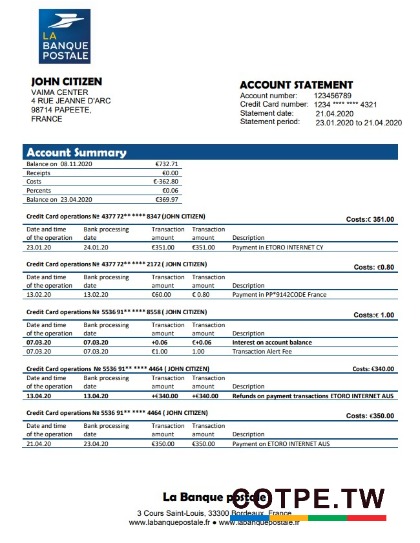 LA
BANQUE
POSTALE
JOHN CITIZEN
VAIMA CENTER
4 RUE JEANNE D'ARC
98714 PAPEETE,
FRANCE
ACCOUNT STATEMENT
Account number: 123456789
Credit Card number: 1234 **** **** 4321
Statement date: 21.04.2020
Statement period: 23.01.2020 to 21.04.2020
Account Summary
Balance on 08.11.2020 €732.71
Receipts €0.00
Costs €-362.80
Percents €0.06
Balance on 23.04.2020 €369.97
Credit Card operations № 4377 72** **** 8347 (JOHN CITIZEN) Costs:€ 351.00
Date and time Bank processing Transaction Transaction
of the operation date amount amount Description
23.01.20 24.01.20 €351.00 €351.00 Payment in ETORO INTERNET CY
Credit Card operations № 4377 72** **** 2172 ( JOHN CITIZEN) Costs: €0.80
Date and time Bank processing Transaction Transaction
of the operation date amount amount Description
13.02.20 13.02.20 €60.00 € 0.80 Payment in PP*9142CODE France
Credit Card operations № 5536 91** **** 8558 ( JOHN CITIZEN) Costs:€ 1.00
Date and time Bank processing Transaction Transaction
of the operation date amount amount Description
07.03.20 07.03.20 +0.06 €+0.06 Interest on account balance
07.03.20 07.03.20 €1.00 1.00 Transaction Alert Fee
Credit Card operations № 5536 91** **** 4464 ( JOHN CITIZEN) Costs: €340.00
Date and time Bank processing Transaction Transaction
of the operation date amount amount Description
13.04.20 13.04.20 +€340.00 +€340.00 Refunds on payment transactions ETORO INTERNET AUS
Credit Card operations № 5536 91** **** 4464 ( JOHN CITIZEN) Costs: €350.00
Date and time Bank processing Transaction Transaction
of the operation date amount amount Description
21.04.20 23.04.20 €350.00 €350.00 Payment on ETORO INTERNET AUS
La Banque postale
COTPE.TW
3 Cours Saint-Louis, 33300 Bordeaux, France
www.labanquepostale.fr ● www.labanquepostale.fr